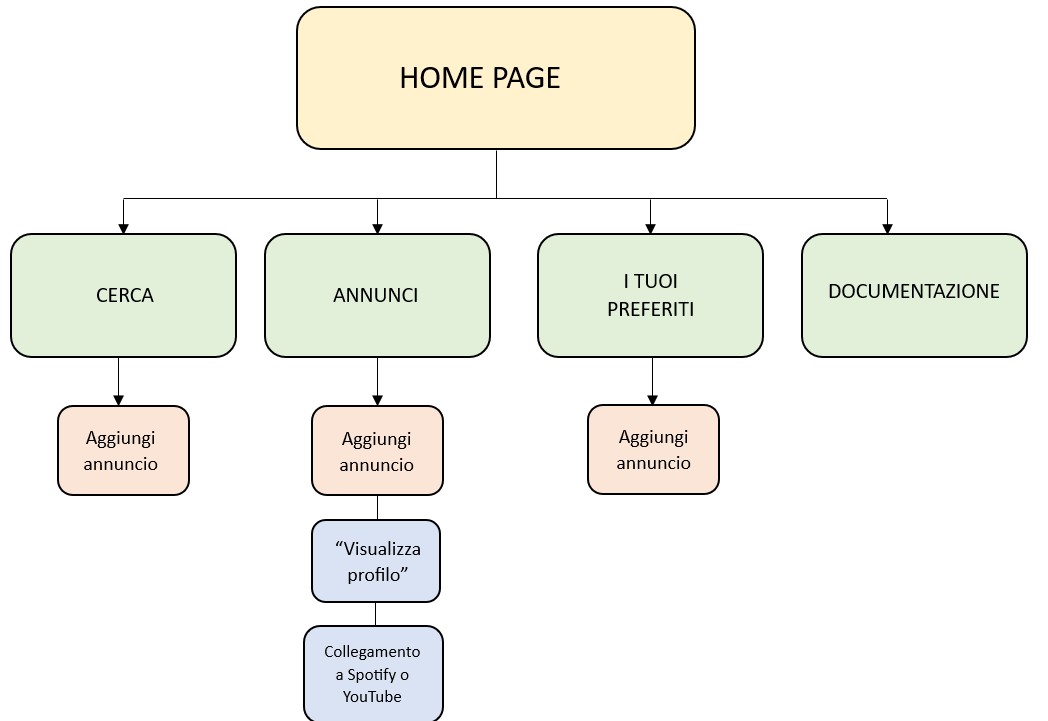 HOME PAGE
CERCA
ANNUNCI
I TUOI
PREFERITI
DOCUMENTAZIONE
Aggiungi
annuncio
Aggiungi
annuncio
Aggiungi
annuncio
“Visualizza
profilo”
Collegamento
a Spotify o
YouTube